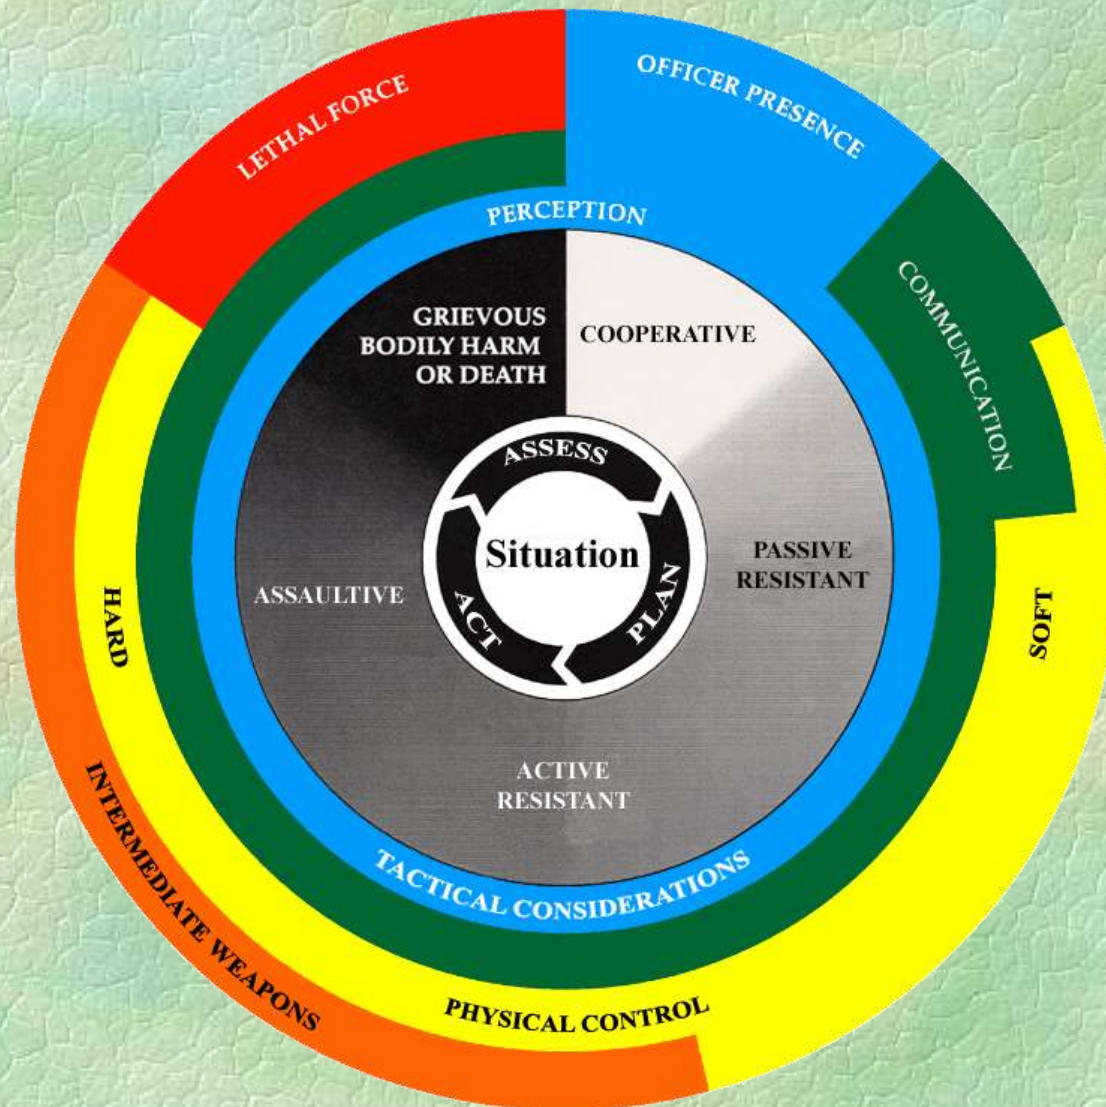 LETHAL FORCE
OFFICER PRESENCE
PERCEPTION
COMMUNICATION
GRIEVOUS
BODILY HARM
OR DEATH
COOPERATIVE
ASSESS
Situation
PLAN
ACT
PASSIVE
RESISTANT
ASSAULTIVE
HARD
SOFT
ACTIVE
RESISTANT
TACTICAL CONSIDERATIONS
INTERMEDIATE WEAPONS
PHYSICAL CONTROL